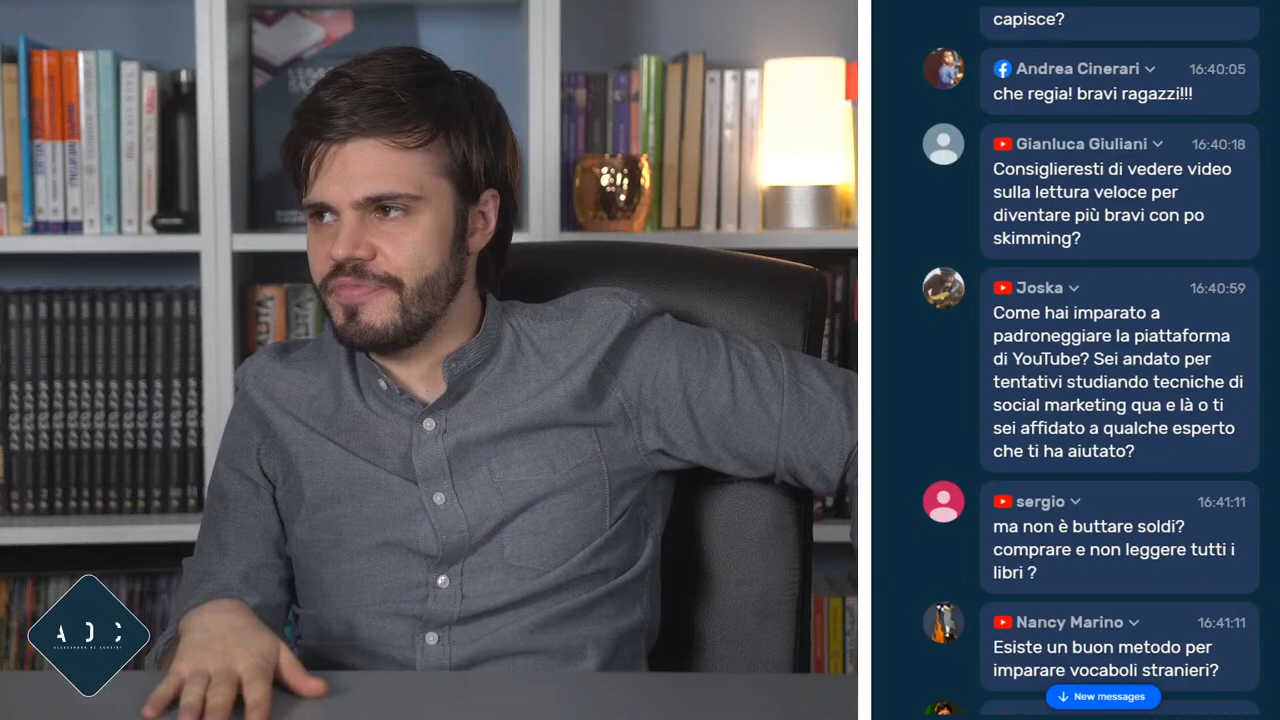 capisce?
Andrea Cinerari 16:40:05
che regia! bravi ragazzi!!!
Gianluca Giuliani 16:40:18
Consiglieresti di vedere video
sulla lettura veloce per
diventare più bravi con po
skimming?
Joska 16:40:59
Come hai imparato a
padroneggiare la piattaforma
di YouTube? Sei andato per
tentativi studiando tecniche di
social marketing qua e là o ti
sei affidato a qualche esperto
che ti ha aiutato?
sergio 16:41:11
ma non è buttare soldi?
comprare e non leggere tutti i
libri ?
Nancy Marino 16:41:11
Esiste un buon metodo per
imparare vocaboli stranieri?
New messages
ADC